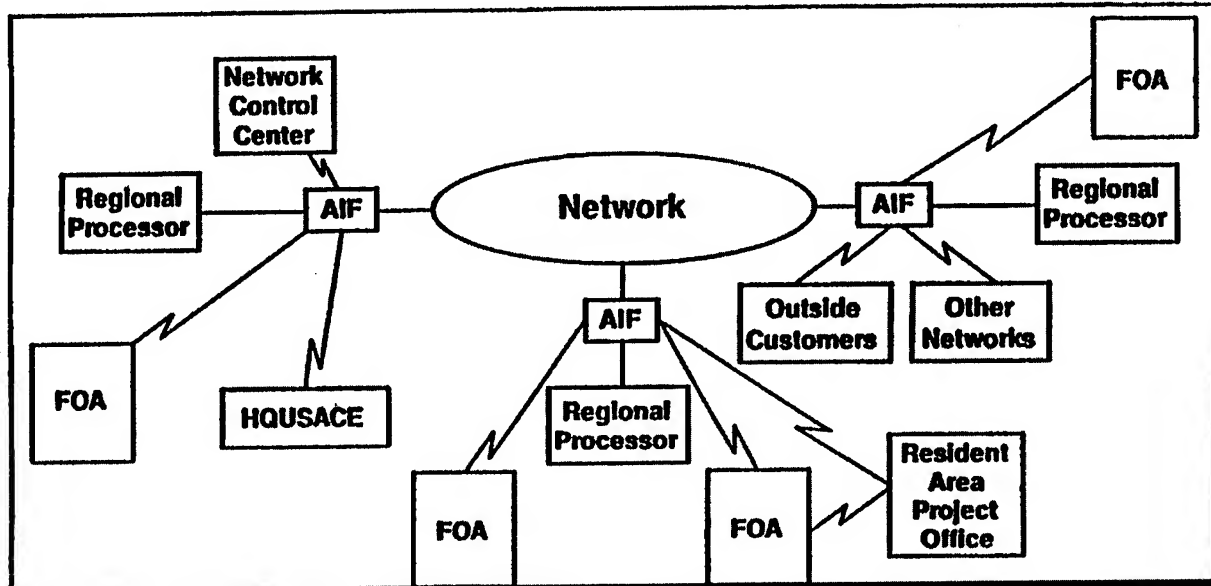 Network
Control
Center
FOA
Regional
Processor
AIF
Network
AIF
Regional
Processor
AIF
Outside
Customers
Other
Networks
FOA
HQUSACE
Regional
Processor
Resident
Area
Project
Office
FOA
FOA